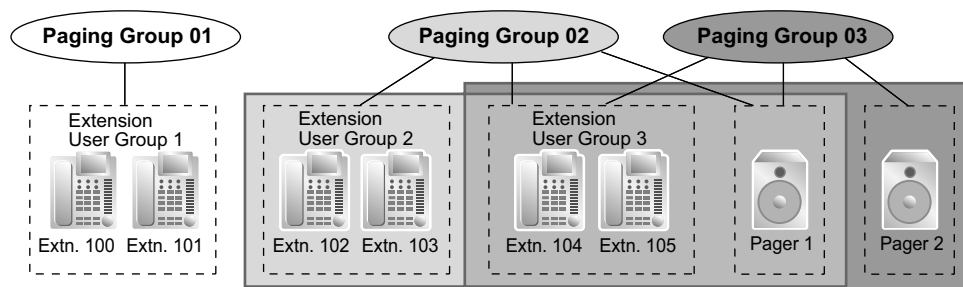 Paging Group 01
Paging Group 02
Paging Group 03
Extension
User Group 1
Extn. 100
Extn. 101
Extension
User Group 2
Extn. 102
Extn. 103
Extension
User Group 3
Extn. 104
Extn. 105
Pager 1
Pager 2